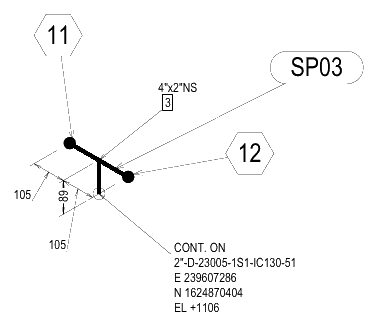 11
4"x2"NS
3
SP03
12
105
89
105
CONT. ON
2"-D-23005-1S1-IC130-51
E 239607286
N 1624870404
EL +1106